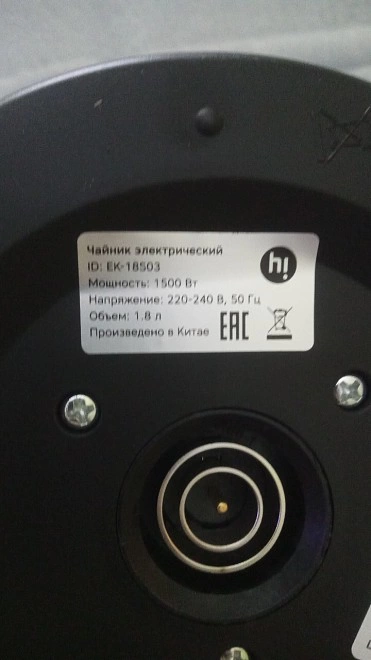 Чайник электрический
ID: EK-18503
Мощность: 1500 Вт
Напряжение: 220-240 В, 50 Гц
Объем: 1.8 л
Произведено в Китае
hi
EAC